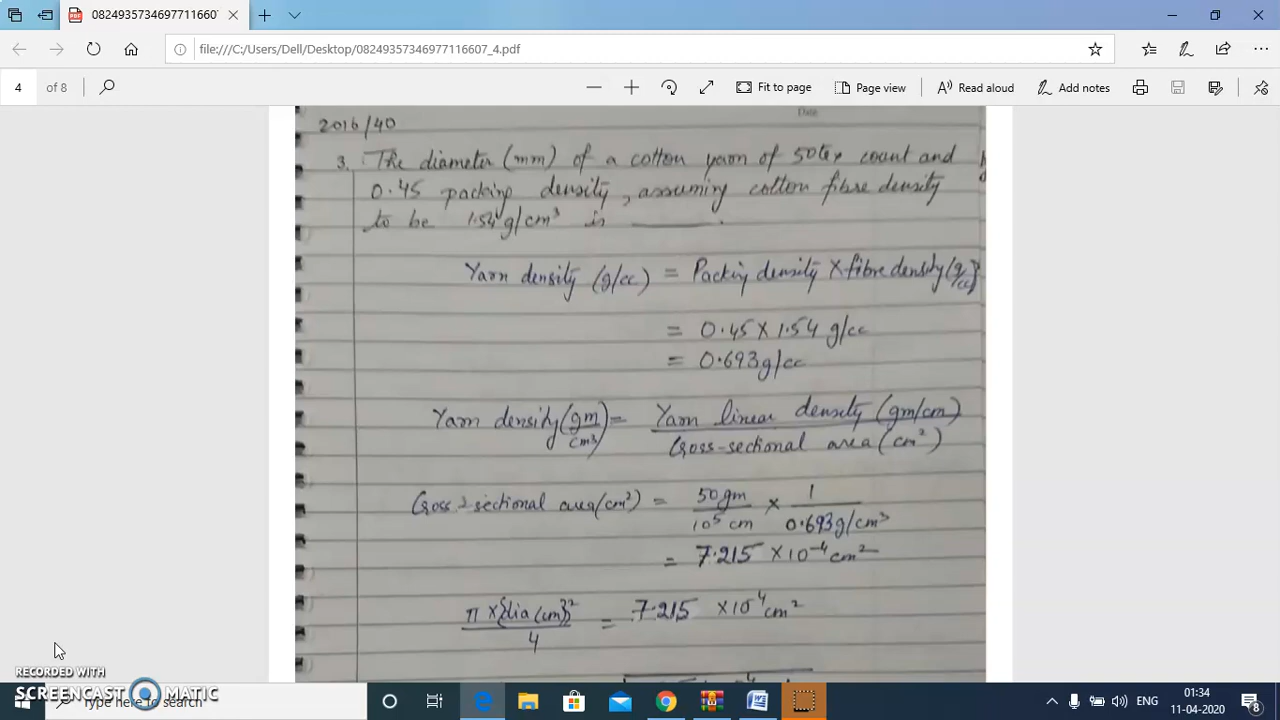 08249357346977116607
file:///C:/Users/Dell/Desktop/08249357346977116607_4.pdf
4 of 8 Fit to page Page view Read aloud Add notes
Date
2016/40
3. The diameter (mm) of a cotton yarn of 50 tex count and
0.45 packing density, assuming cotton fibre density
to be 1.54 g/cm³ is ______.
Yarn density (g/cc) = Packing density × fibre density (g/cc)
= 0.45 × 1.54 g/cc
= 0.693 g/cc
Yarn density (gm/cm³) = Yarn linear density (gm/cm)
Cross-sectional area (cm²)
Cross-sectional area (cm²) = 50 gm/10⁵ cm × 1/0.693 g/cm³
= 7.215 × 10⁻⁴ cm²
π × {dia (cm)}²/4 = 7.215 × 10⁻⁴ cm²
RECORDED WITH
SCREENCAST MATIC
Type here to search
ENG 01:34
11-04-2020
8